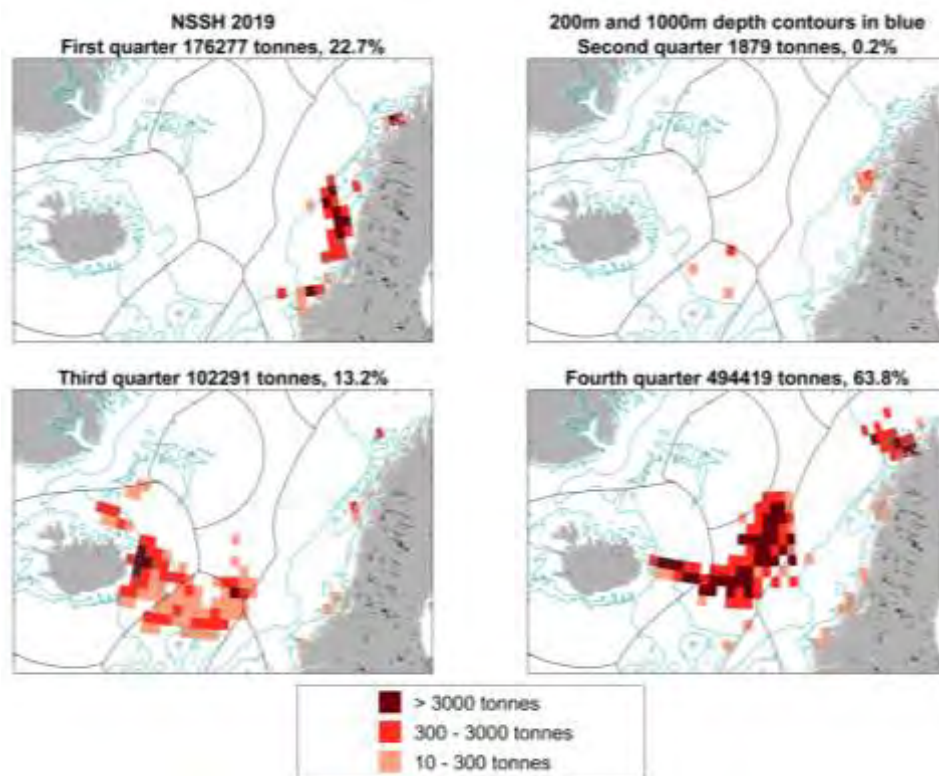 NSSH 2019
First quarter 176277 tonnes, 22.7%
200m and 1000m depth contours in blue
Second quarter 1879 tonnes, 0.2%
Third quarter 102291 tonnes, 13.2%
Fourth quarter 494419 tonnes, 63.8%
> 3000 tonnes
300 - 3000 tonnes
10 - 300 tonnes